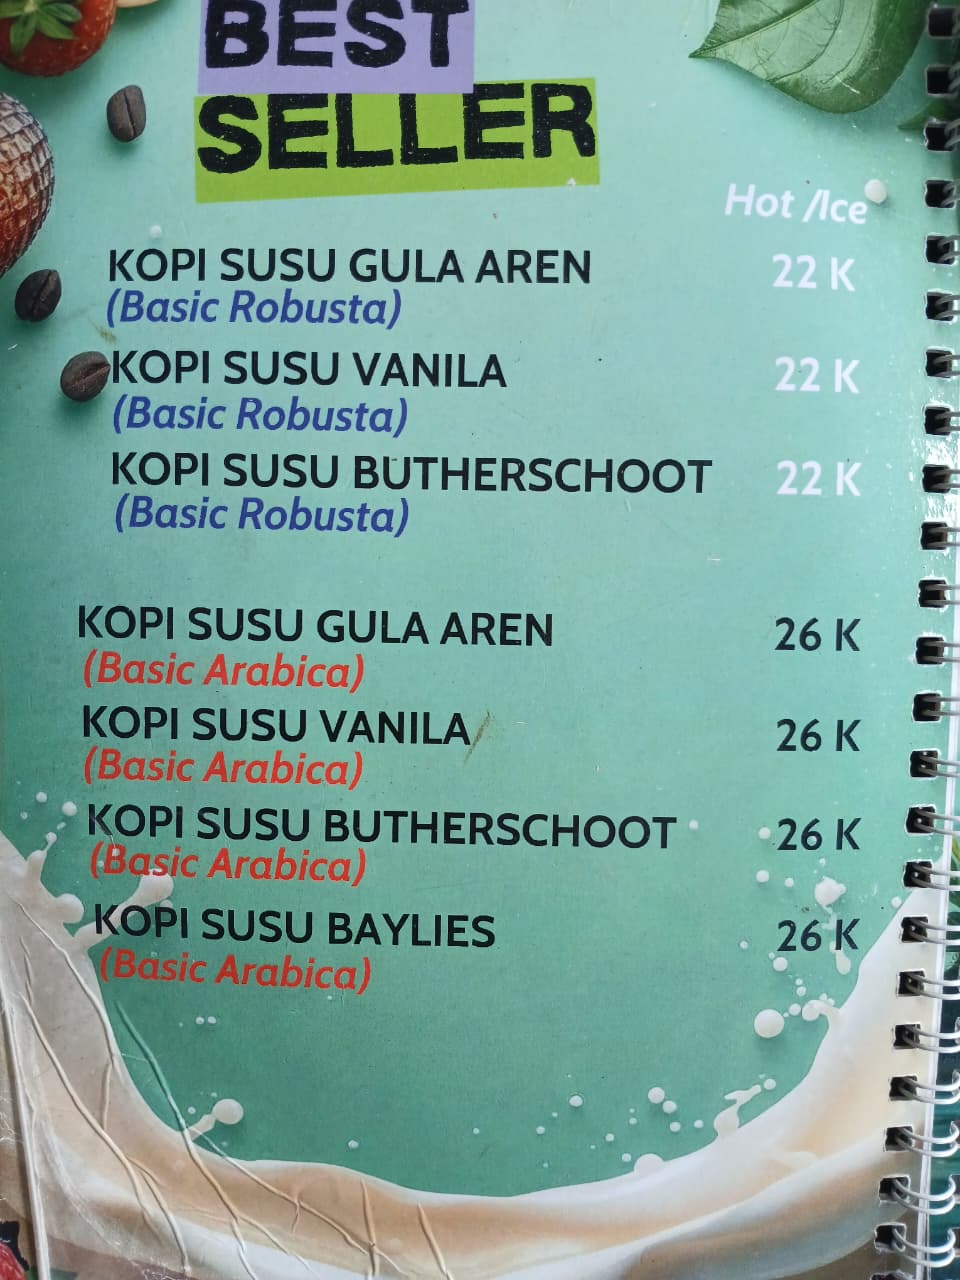 BEST
SELLER
Hot /Ice
KOPI SUSU GULA AREN 22 K
(Basic Robusta)
KOPI SUSU VANILA 22 K
(Basic Robusta)
KOPI SUSU BUTHERSCHOOT 22 K
(Basic Robusta)
KOPI SUSU GULA AREN 26 K
(Basic Arabica)
KOPI SUSU VANILA 26 K
(Basic Arabica)
KOPI SUSU BUTHERSCHOOT 26 K
(Basic Arabica)
KOPI SUSU BAYLIES 26 K
(Basic Arabica)